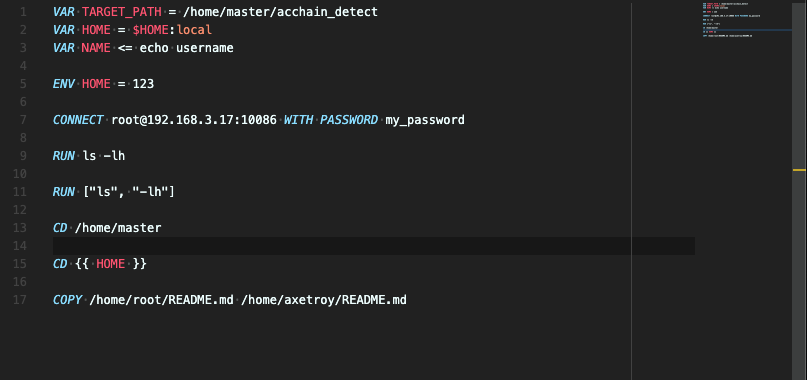 1 VAR TARGET_PATH = /home/master/acchain_detect
2 VAR HOME = $HOME:local
3 VAR NAME <= echo username
4
5 ENV HOME = 123
6
7 CONNECT root@192.168.3.17:10086 WITH PASSWORD my_password
8
9 RUN ls -lh
10
11 RUN ["ls", "-lh"]
12
13 CD /home/master
14
15 CD {{ HOME }}
16
17 COPY /home/root/README.md /home/axetroy/README.md